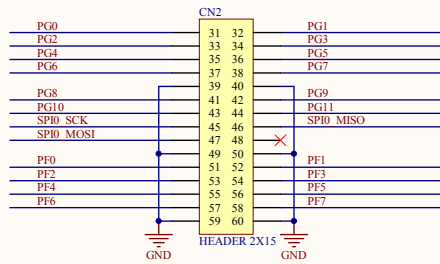 CN2
PG0 31 32 PG1
PG2 33 34 PG3
PG4 35 36 PG5
PG6 37 38 PG7
39 40
PG8 41 42 PG9
PG10 43 44 PG11
SPI0_SCK 45 46 SPI0_MISO
SPI0_MOSI 47 48
49 50
PF0 51 52 PF1
PF2 53 54 PF3
PF4 55 56 PF5
PF6 57 58 PF7
59 60
HEADER 2X15
GND GND